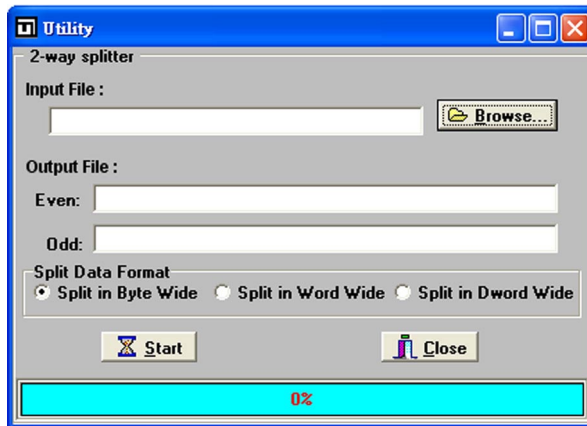 Utility
2-way splitter
Input File :
Browse...
Output File :
Even:
Odd:
Split Data Format
Split in Byte Wide Split in Word Wide Split in Dword Wide
Start Close
0%